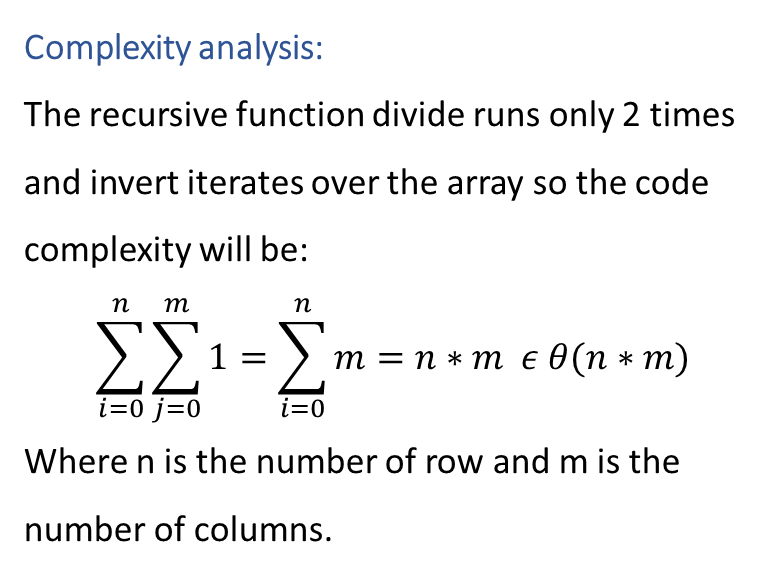 Complexity analysis:
The recursive function divide runs only 2 times
and invert iterates over the array so the code
complexity will be:
\sum_{i=0}^{n} \sum_{j=0}^{m} 1 = \sum_{i=0}^{n} m = n * m \epsilon \theta(n * m)
Where n is the number of row and m is the
number of columns.